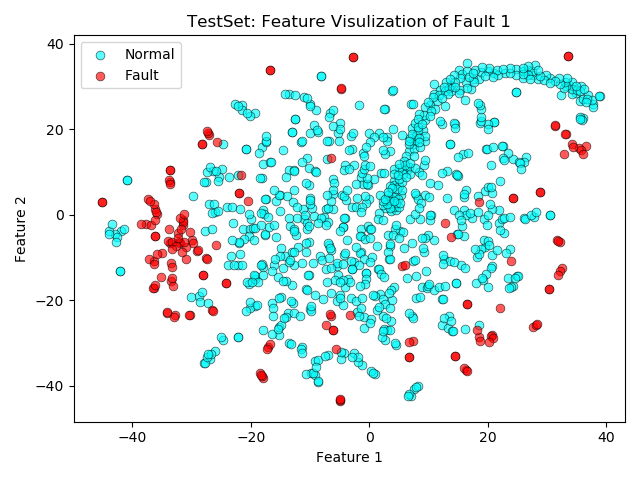 TestSet: Feature Visulization of Fault 1
Normal
Fault
Feature 2
40
20
0
−20
−40
−40 −20 0 20 40
Feature 1